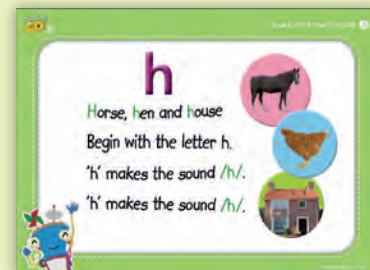 h
Horse, hen and house
Begin with the letter h.
'h' makes the sound /h/.
'h' makes the sound /h/.